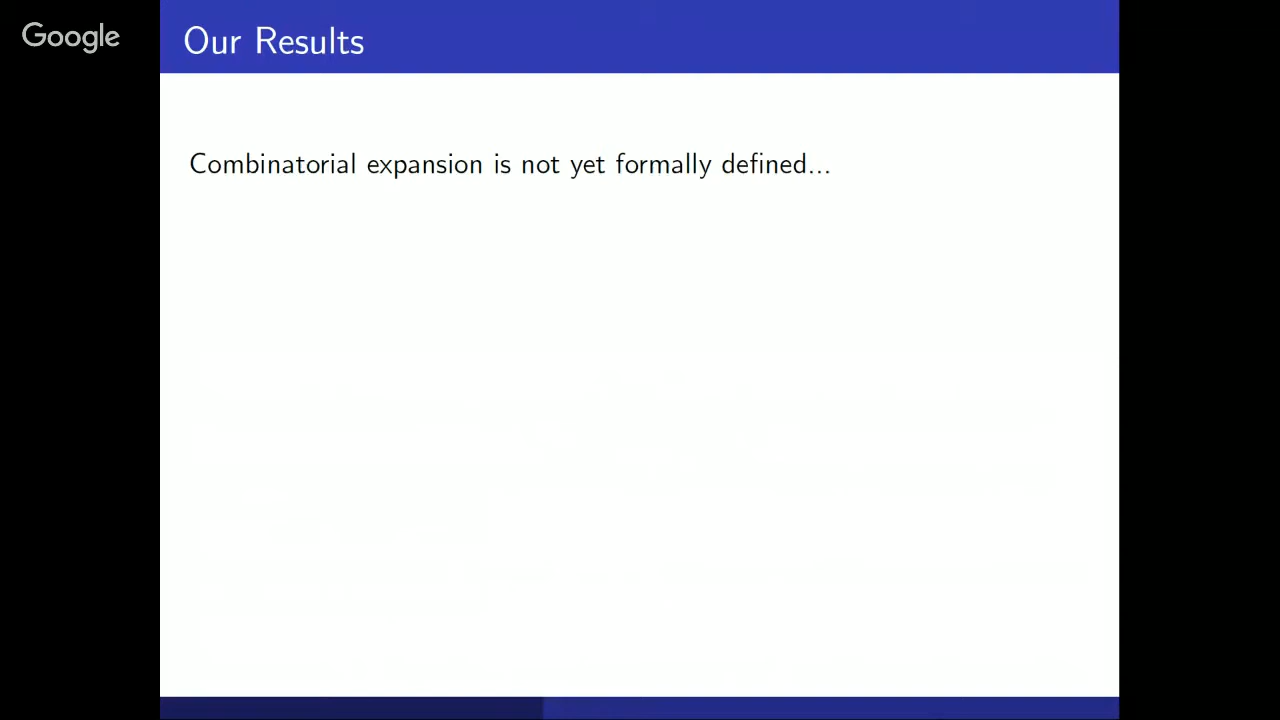 Google
Our Results
Combinatorial expansion is not yet formally defined...